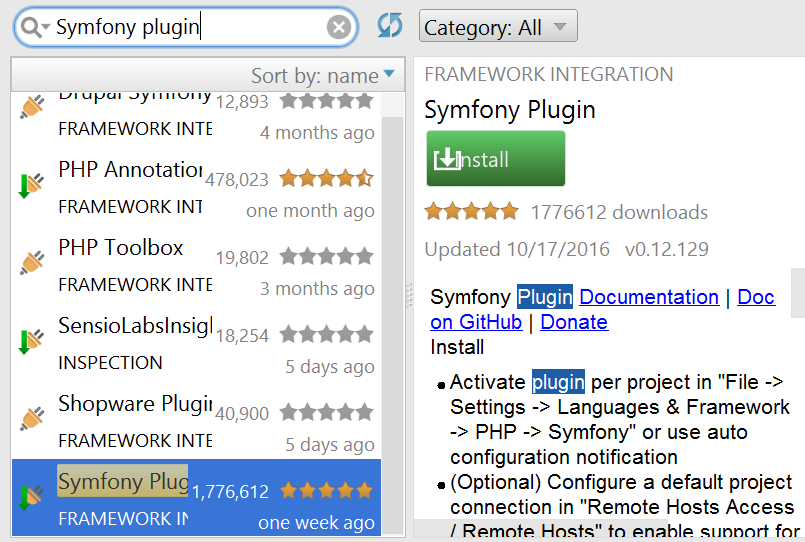 Symfony plugin
Category: All
Sort by: name
Drupal Symfony
12,893
FRAMEWORK INTE
4 months ago
PHP Annotation
478,023
FRAMEWORK INT
one month ago
PHP Toolbox
19,802
FRAMEWORK INTE
3 months ago
SensioLabsInsigh
18,254
INSPECTION
5 days ago
Shopware Plugin
40,900
FRAMEWORK INTE
5 days ago
Symfony Plug
1,776,612
FRAMEWORK IN
one week ago
FRAMEWORK INTEGRATION
Symfony Plugin
Install
1776612 downloads
Updated 10/17/2016 v0.12.129
Symfony Plugin Documentation | Doc
on GitHub | Donate
Install
• Activate plugin per project in "File ->
Settings -> Languages & Framework
-> PHP -> Symfony" or use auto
configuration notification
• (Optional) Configure a default project
connection in "Remote Hosts Access
/ Remote Hosts" to enable support for